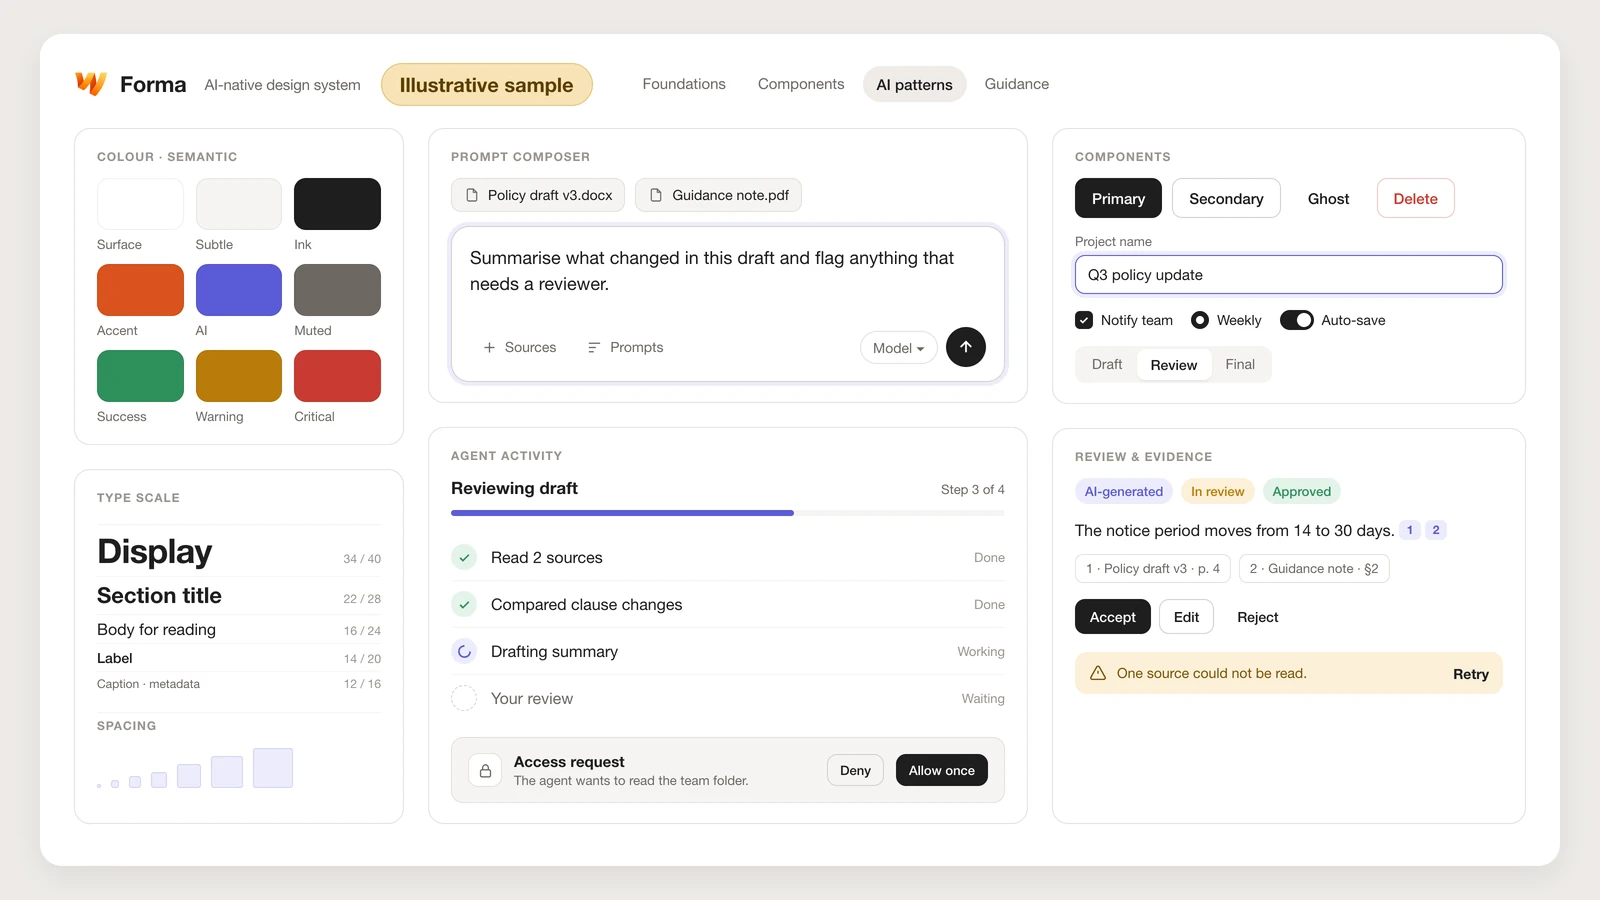 Forma
AI-native design system
Illustrative sample
Foundations
Components
AI patterns
Guidance
COLOUR · SEMANTIC
Surface
Subtle
Ink
Accent
AI
Muted
Success
Warning
Critical
TYPE SCALE
Display
34 / 40
Section title
22 / 28
Body for reading
16 / 24
Label
14 / 20
Caption · metadata
12 / 16
SPACING
PROMPT COMPOSER
Policy draft v3.docx
Guidance note.pdf
Summarise what changed in this draft and flag anything that
needs a reviewer.
Sources
Prompts
Model
AGENT ACTIVITY
Reviewing draft
Step 3 of 4
Read 2 sources
Done
Compared clause changes
Done
Drafting summary
Working
Your review
Waiting
Access request
The agent wants to read the team folder.
Deny
Allow once
COMPONENTS
Primary
Secondary
Ghost
Delete
Project name
Q3 policy update
Notify team
Weekly
Auto-save
Draft
Review
Final
REVIEW & EVIDENCE
AI-generated
In review
Approved
The notice period moves from 14 to 30 days. 1 2
1 · Policy draft v3 · p. 4
2 · Guidance note · §2
Accept
Edit
Reject
One source could not be read.
Retry